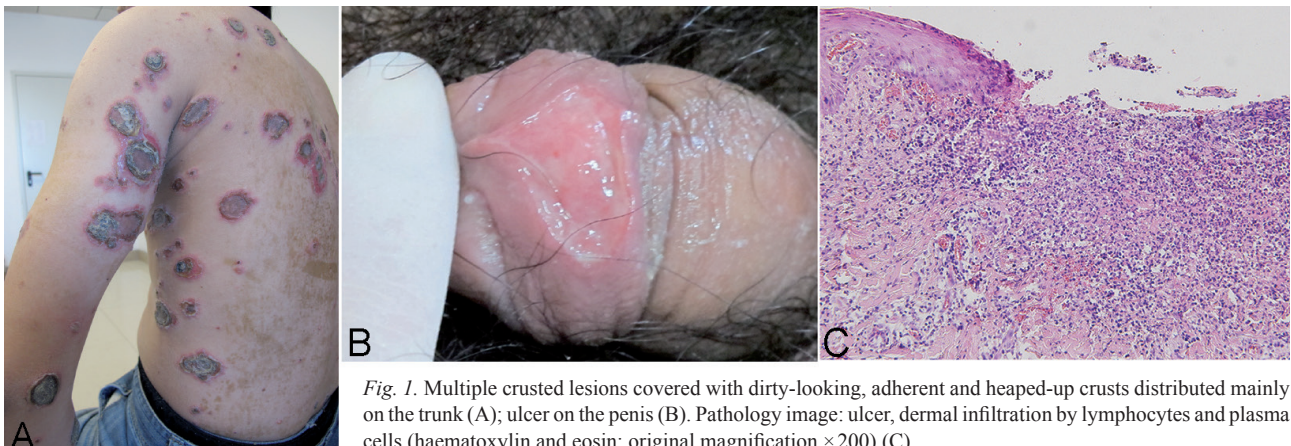 A
B
C
Fig. 1. Multiple crusted lesions covered with dirty-looking, adherent and heaped-up crusts distributed mainly
on the trunk (A); ulcer on the penis (B). Pathology image: ulcer, dermal infiltration by lymphocytes and plasma
cells (haematoxylin and eosin; original magnification ×200) (C)